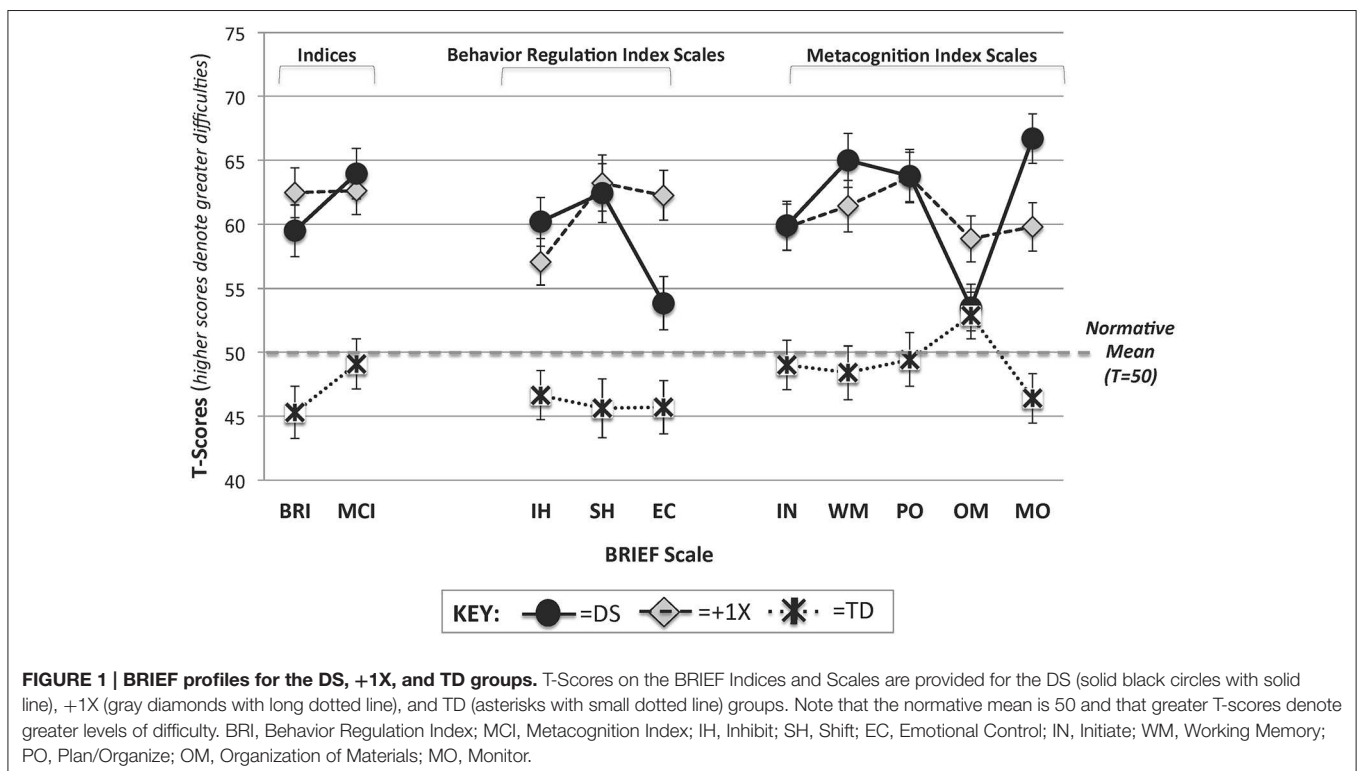 75
70
65
60
55
50
45
40
T-Scores (higher scores denote greater difficulties)
Indices
Behavior Regulation Index Scales
Metacognition Index Scales
Normative
Mean
(T=50)
BRI MCI IH SH EC IN WM PO OM MO
BRIEF Scale
KEY: =DS =+1X =TD
FIGURE 1 | BRIEF profiles for the DS, +1X, and TD groups. T-Scores on the BRIEF Indices and Scales are provided for the DS (solid black circles with solid
line), +1X (gray diamonds with long dotted line), and TD (asterisks with small dotted line) groups. Note that the normative mean is 50 and that greater T-scores denote
greater levels of difficulty. BRI, Behavior Regulation Index; MCI, Metacognition Index; IH, Inhibit; SH, Shift; EC, Emotional Control; IN, Initiate; WM, Working Memory;
PO, Plan/Organize; OM, Organization of Materials; MO, Monitor.